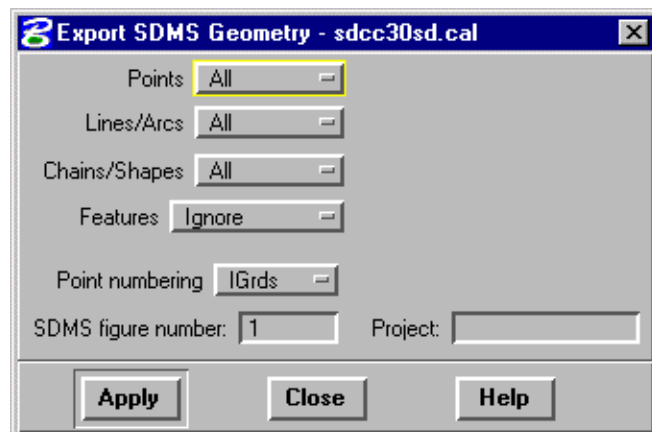 Export SDMS Geometry - sdcc30sd.cal
Points All
Lines/Arcs All
Chains/Shapes All
Features Ignore
Point numbering IGrds
SDMS figure number: 1 Project:
Apply Close Help